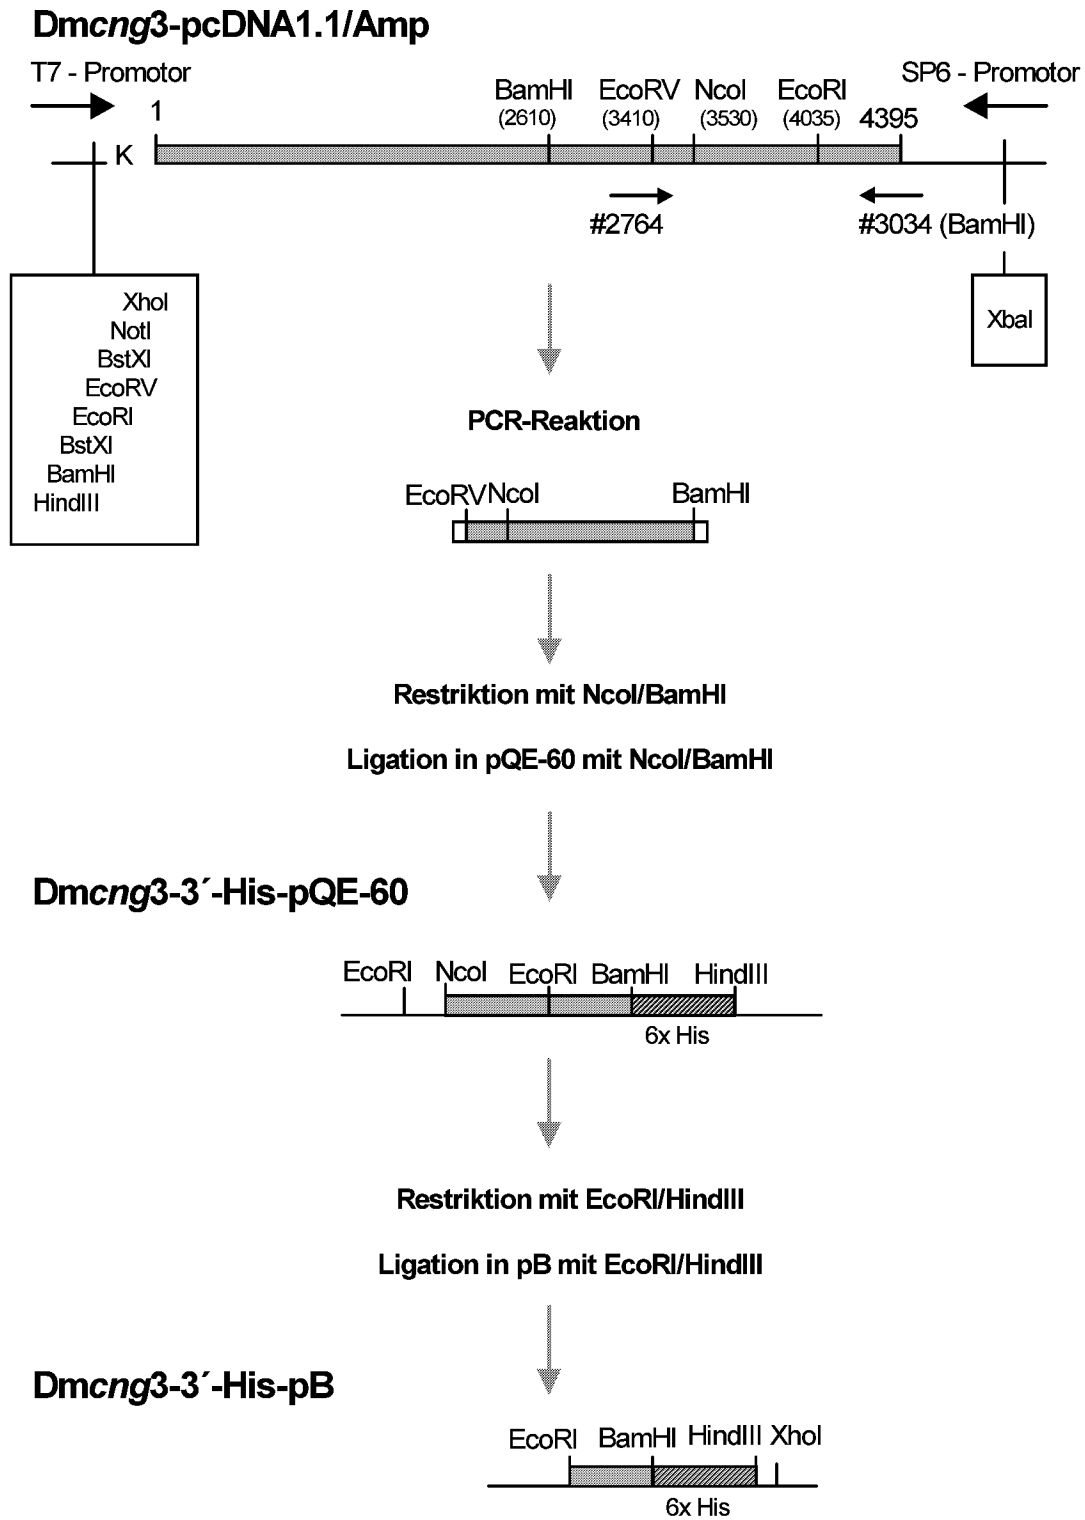 Dmcng3-pcDNA1.1/Amp
T7 - Promotor
SP6 - Promotor
1
BamHI
EcoRV
NcoI
EcoRI
(2610)
(3410)
(3530)
(4035)
4395
K
#2764
#3034 (BamHI)
XhoI
NotI
BstXI
EcoRV
EcoRI
BstXI
BamHI
HindIII
XbaI
PCR-Reaktion
EcoRV NcoI BamHI
Restriktion mit NcoI/BamHI
Ligation in pQE-60 mit NcoI/BamHI
Dmcng3-3´-His-pQE-60
EcoRI NcoI EcoRI BamHI HindIII
6x His
Restriktion mit EcoRI/HindIII
Ligation in pB mit EcoRI/HindIII
Dmcng3-3´-His-pB
EcoRI BamHI HindIII XhoI
6x His